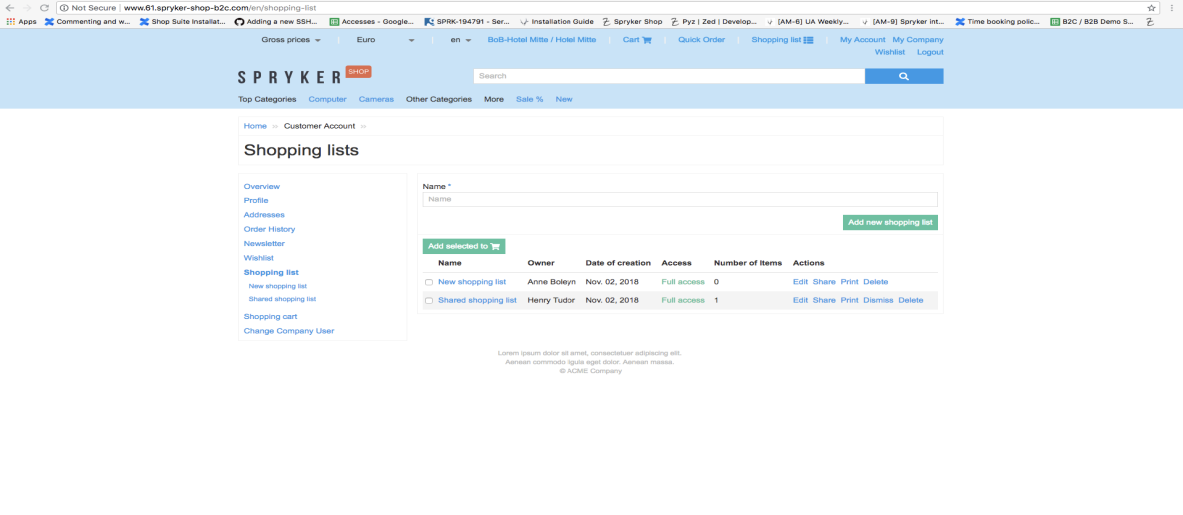 Not Secure | www.61.spryker-shop-b2c.com/en/shopping-list
Apps Commenting and w... Shop Suite Installat... Adding a new SSH... Accesses - Google... SPRK-194791 - Ser... Installation Guide Spryker Shop Pyz | Zed | Develop... [AM-6] UA Weekly... [AM-9] Spryker int... Time booking polic... B2C / B2B Demo S...
Gross prices Euro en BoB-Hotel Mitte / Hotel Mitte Cart Quick Order Shopping list My Account My Company
Wishlist Logout
SPRYKER SHOP
Search
Top Categories Computer Cameras Other Categories More Sale % New
Home » Customer Account »
Shopping lists
Overview
Profile
Addresses
Order History
Newsletter
Wishlist
Shopping list
New shopping list
Shared shopping list
Shopping cart
Change Company User
Name *
Name
Add new shopping list
Add selected to
Name Owner Date of creation Access Number of Items Actions
New shopping list Anne Boleyn Nov. 02, 2018 Full access 0 Edit Share Print Delete
Shared shopping list Henry Tudor Nov. 02, 2018 Full access 1 Edit Share Print Dismiss Delete
Lorem ipsum dolor sit amet, consectetuer adipiscing elit.
Aenean commodo ligula eget dolor. Aenean massa.
© ACME Company